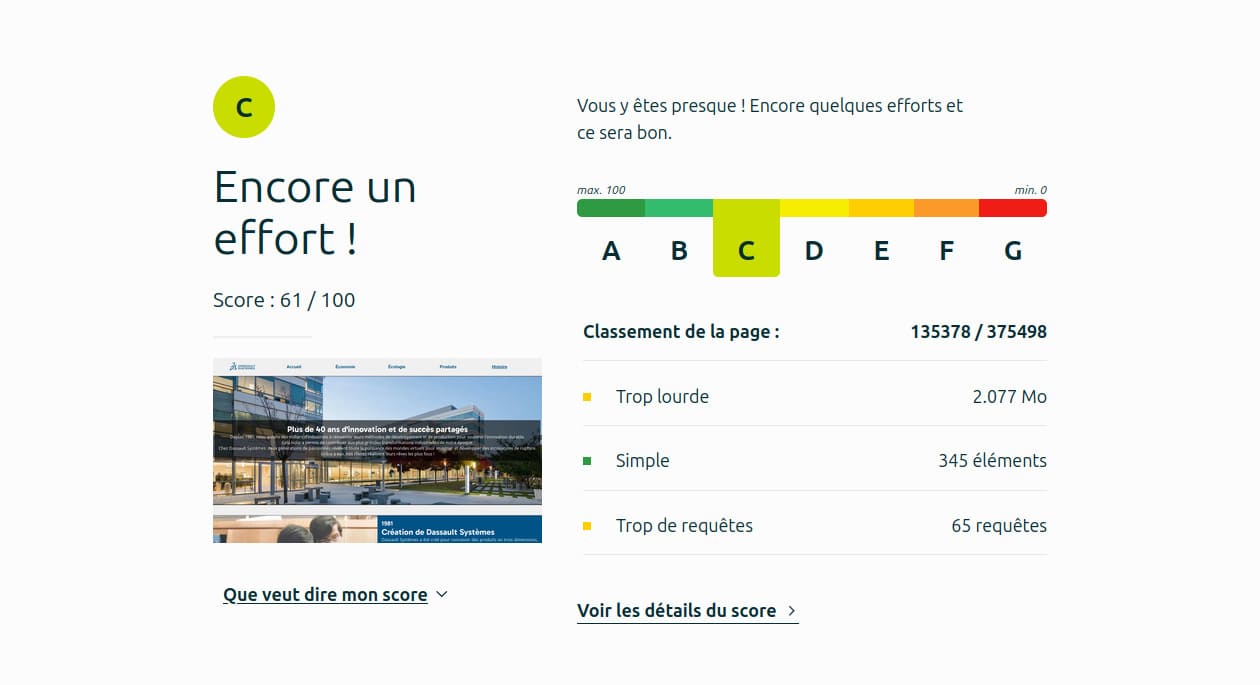 C
Encore un
effort !
Score : 61 / 100
Accueil Économie Écologie Produits Histoire
Plus de 40 ans d'innovation et de succès partagés
1981
Création de Dassault Systèmes
Que veut dire mon score
Vous y êtes presque ! Encore quelques efforts et
ce sera bon.
max. 100 min. 0
A B C D E F G
Classement de la page : 135378 / 375498
Trop lourde 2.077 Mo
Simple 345 éléments
Trop de requêtes 65 requêtes
Voir les détails du score